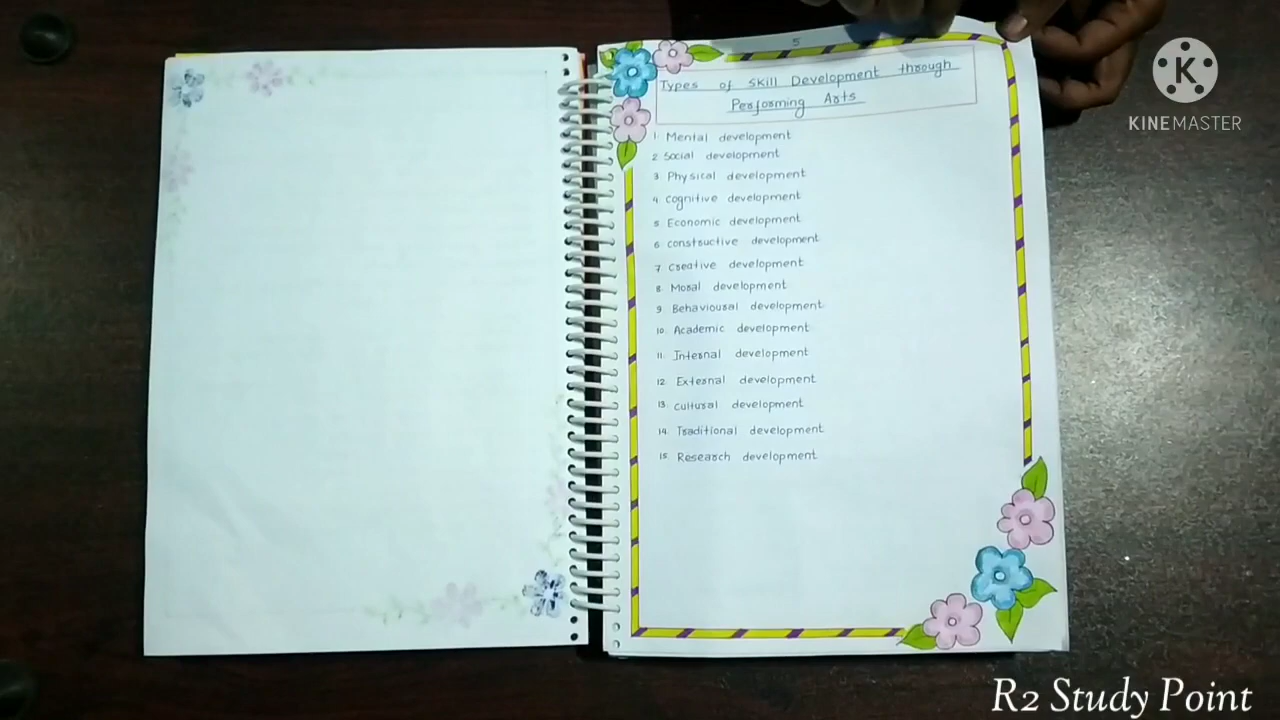 5
Types of Skill Development through
Performing Arts
1. Mental development
2. Social development
3. Physical development
4. Cognitive development
5. Economic development
6. constructive development
7. Creative development
8. Moral development
9. Behavioural development
10. Academic development
11. Internal development
12. External development
13. cultural development
14. Traditional development
15. Research development
K
KINEMASTER
R2 Study Point